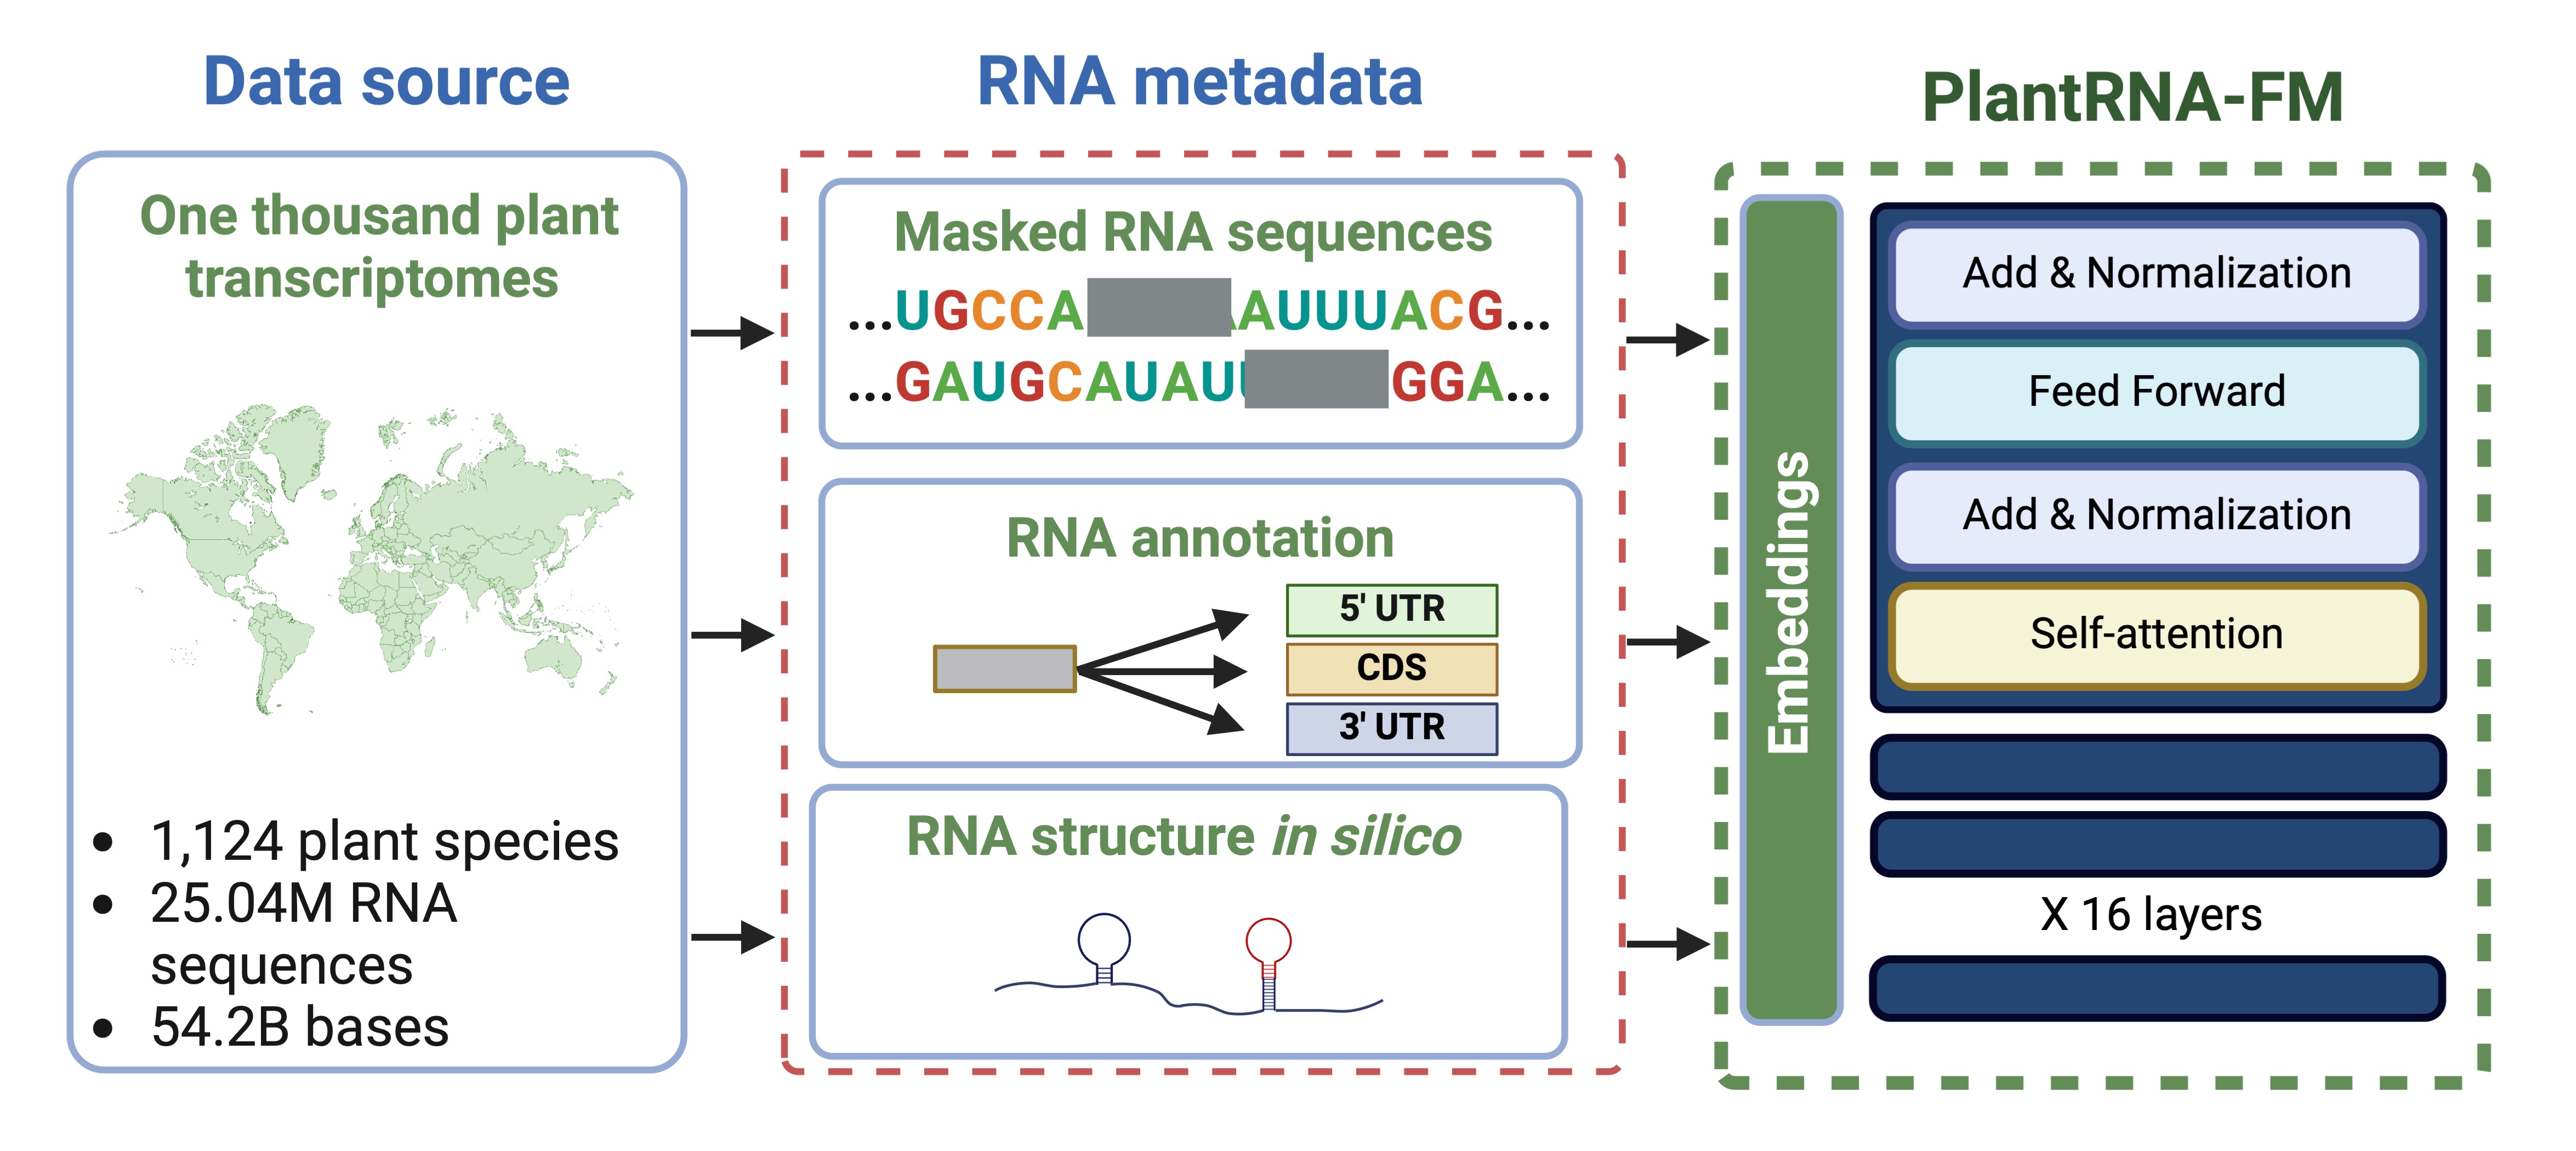 Data source
One thousand plant
transcriptomes
• 1,124 plant species
• 25.04M RNA
sequences
• 54.2B bases
RNA metadata
Masked RNA sequences
...UGCCA AUUUACG...
...GAUGCAUAU GGA...
RNA annotation
5' UTR
CDS
3' UTR
RNA structure in silico
PlantRNA-FM
Embeddings
Add & Normalization
Feed Forward
Add & Normalization
Self-attention
X 16 layers